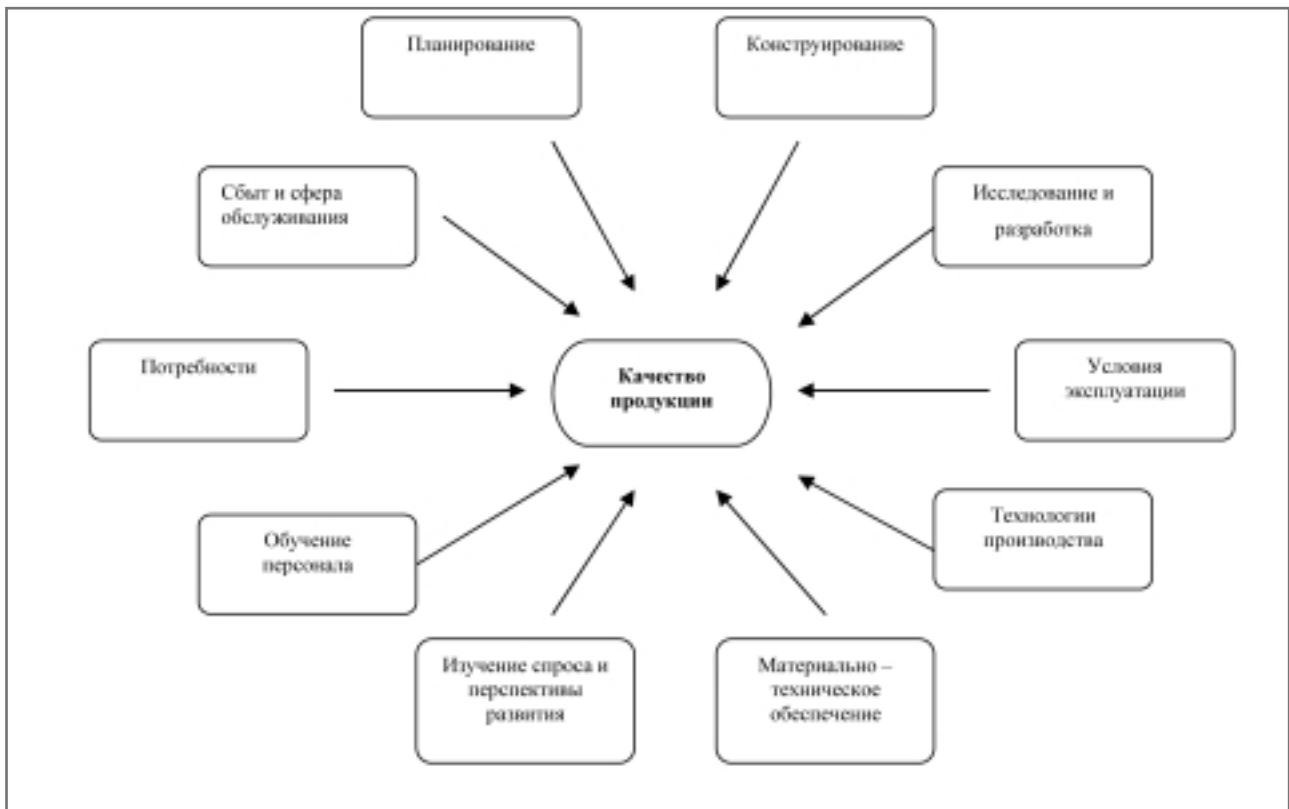 Планирование
Конструирование
Сбыт и сфера
обслуживания
Исследование и
разработка
Потребности
Качество
продукции
Условия
эксплуатации
Обучение
персонала
Технологии
производства
Изучение спроса и
перспективы
развития
Материально –
техническое
обеспечение